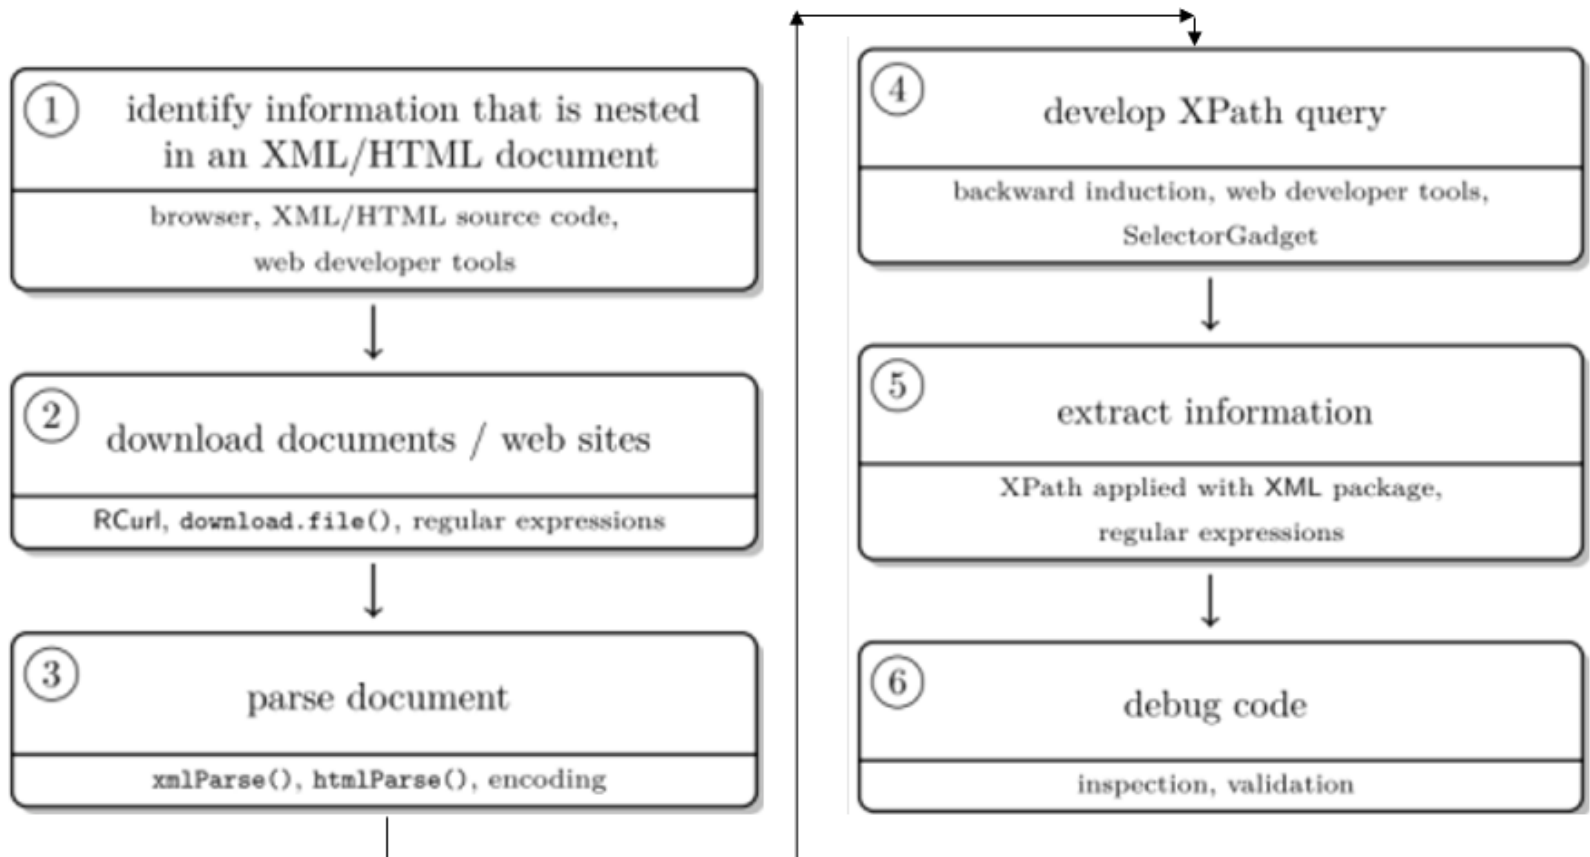 1
identify information that is nested
in an XML/HTML document
browser, XML/HTML source code,
web developer tools
2
download documents / web sites
RCurl, download.file(), regular expressions
3
parse document
xmlParse(), htmlParse(), encoding
4
develop XPath query
backward induction, web developer tools,
SelectorGadget
5
extract information
XPath applied with XML package,
regular expressions
6
debug code
inspection, validation